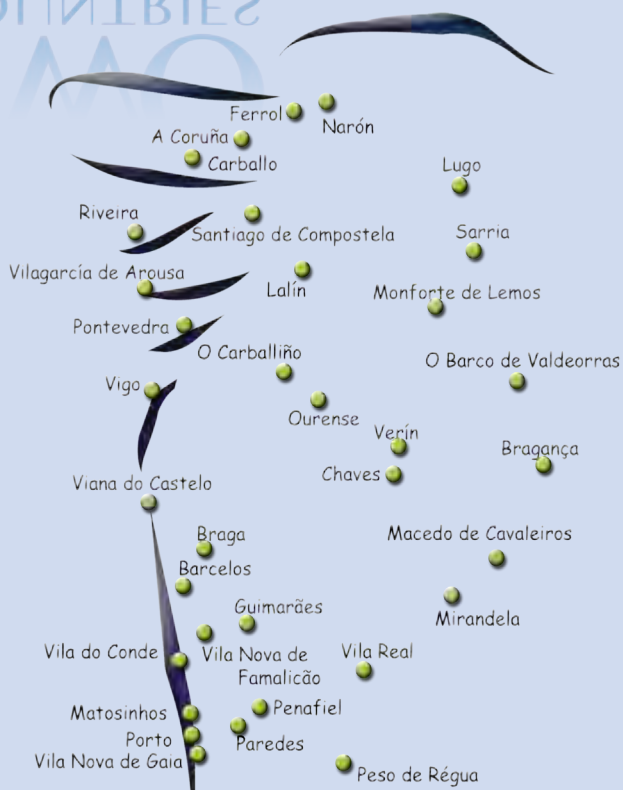 OUNTRIES
WO
Ferrol
Narón
A Coruña
Carballo
Lugo
Riveira
Santiago de Compostela
Sarria
Vilagarcía de Arousa
Lalín
Monforte de Lemos
Pontevedra
O Carballiño
O Barco de Valdeorras
Vigo
Ourense
Verín
Bragança
Chaves
Viana do Castelo
Braga
Macedo de Cavaleiros
Barcelos
Guimarães
Mirandela
Vila do Conde
Vila Nova de
Famalicão
Vila Real
Matosinhos
Penafiel
Porto
Paredes
Vila Nova de Gaia
Peso de Régua